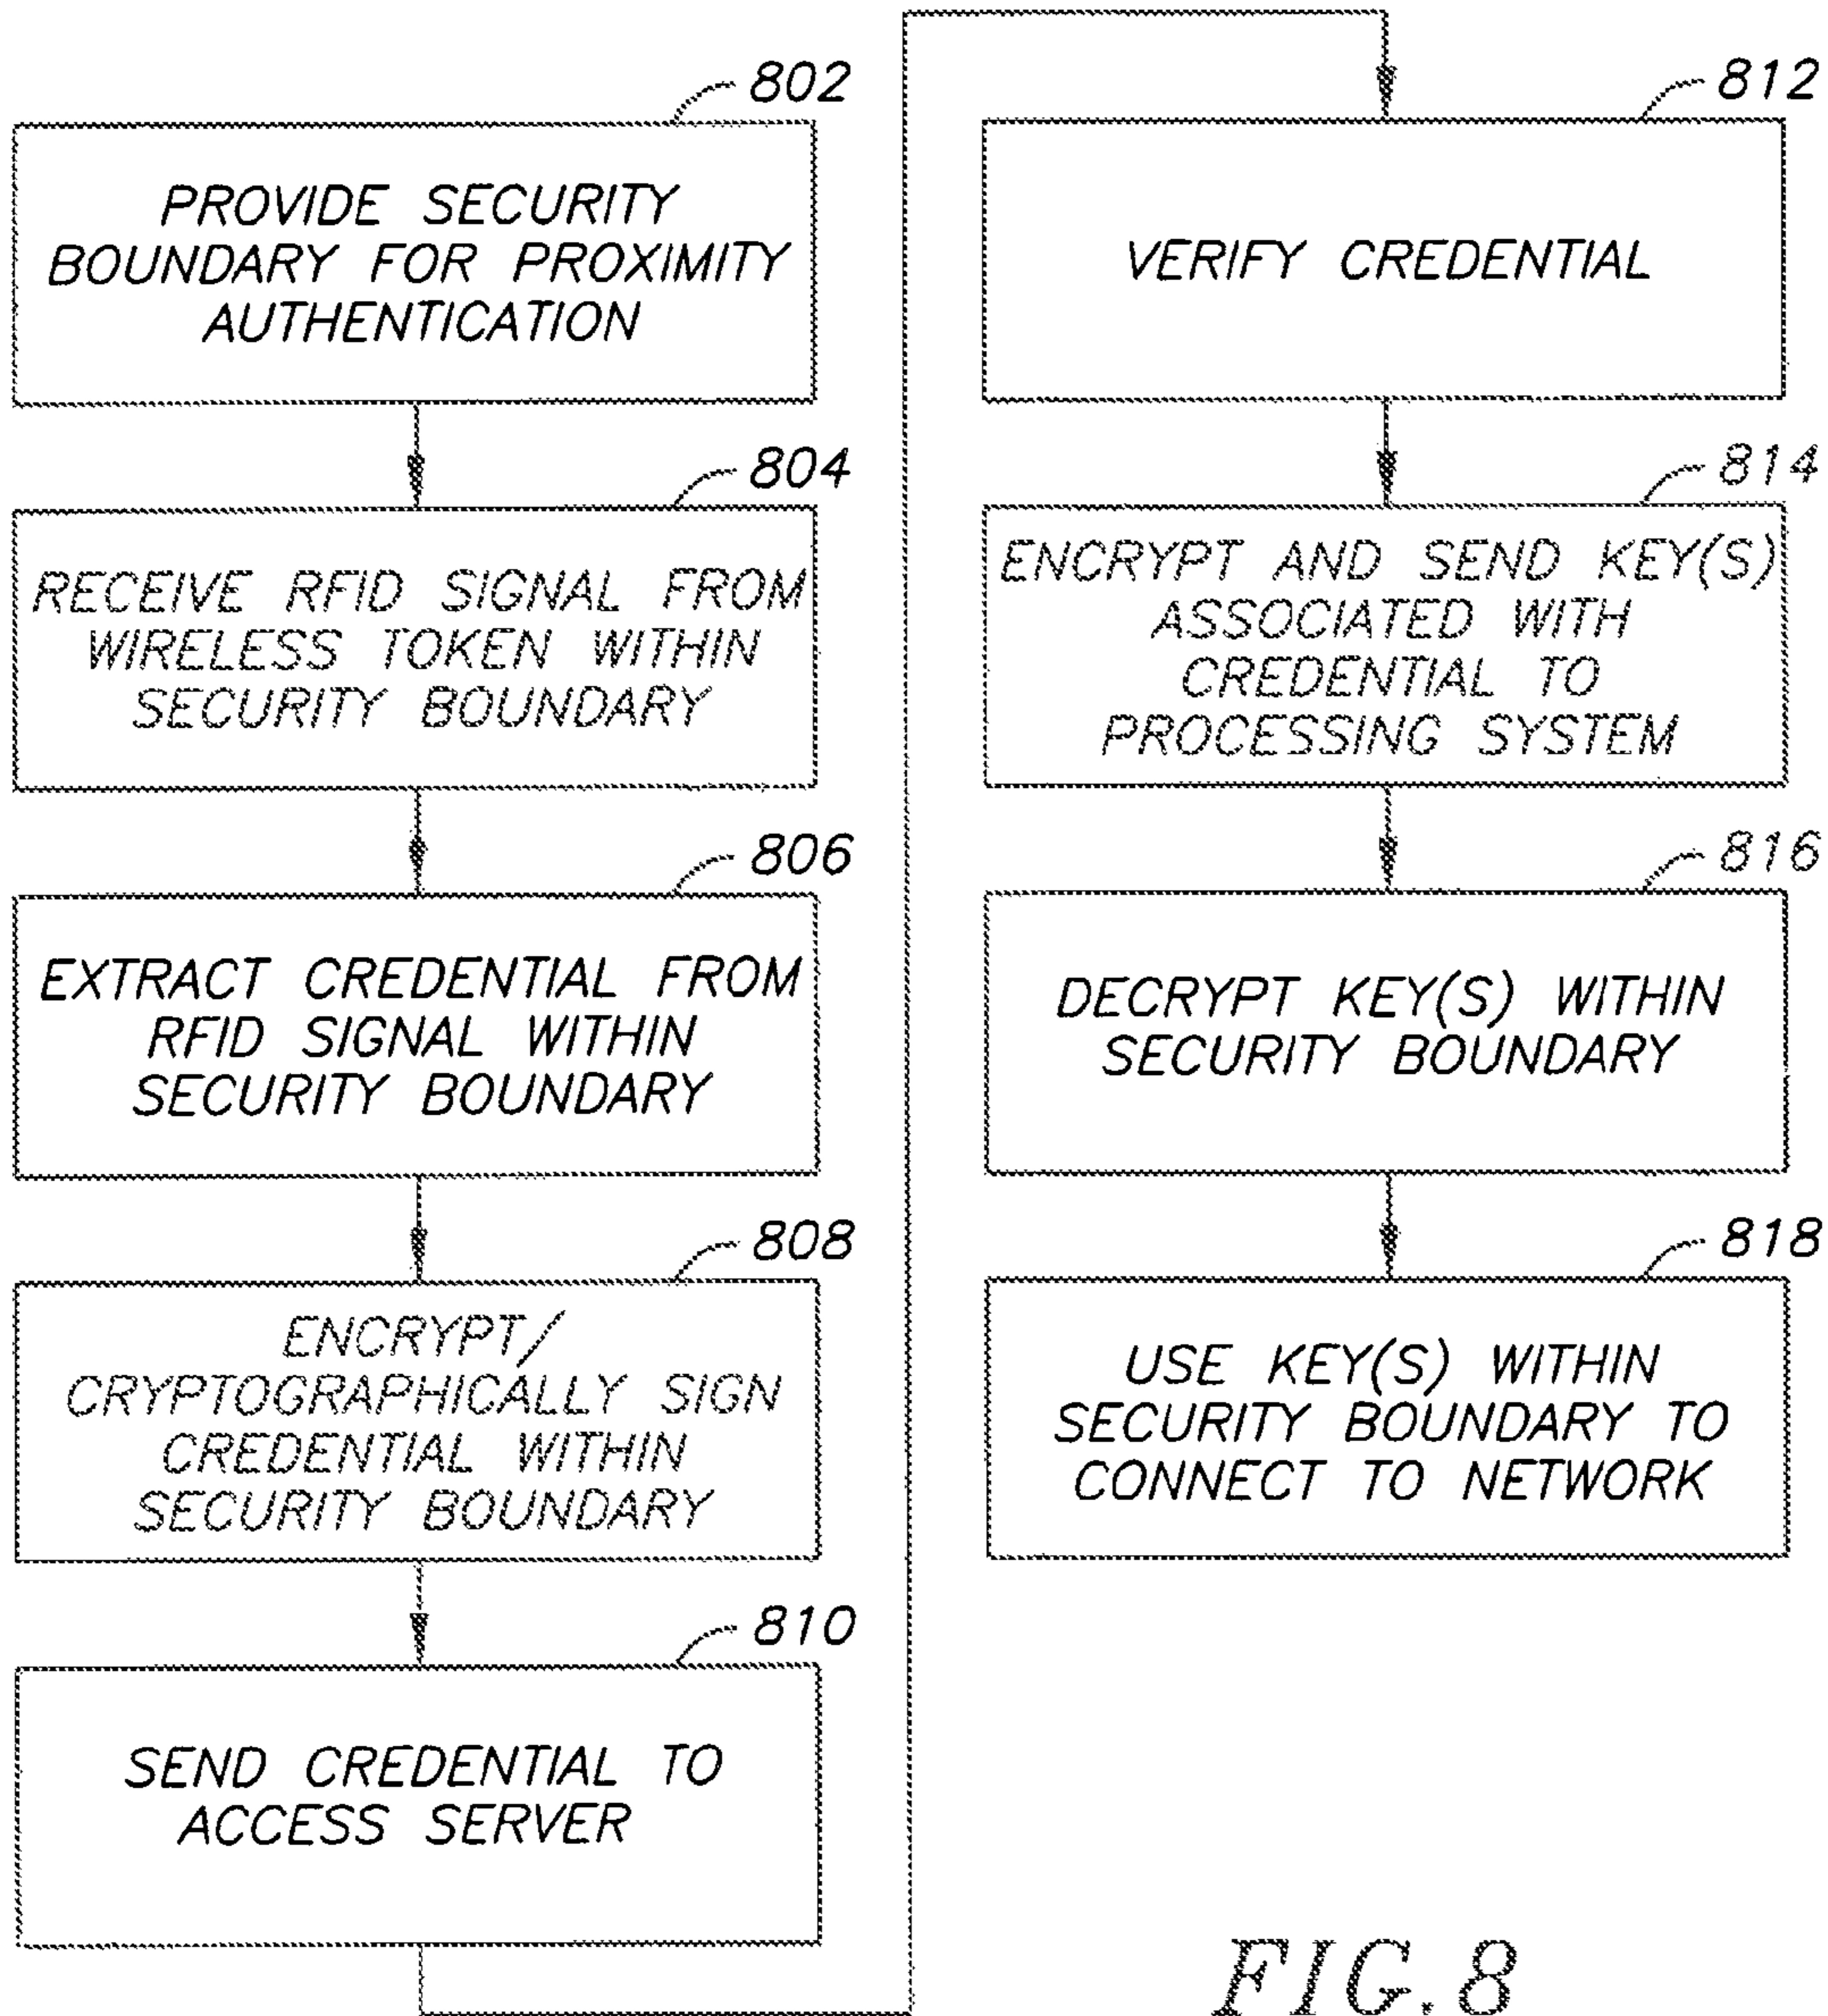 802
PROVIDE SECURITY
BOUNDARY FOR PROXIMITY
AUTHENTICATION
804
RECEIVE RFID SIGNAL FROM
WIRELESS TOKEN WITHIN
SECURITY BOUNDARY
806
EXTRACT CREDENTIAL FROM
RFID SIGNAL WITHIN
SECURITY BOUNDARY
808
ENCRYPT/
CRYPTOGRAPHICALLY SIGN
CREDENTIAL WITHIN
SECURITY BOUNDARY
810
SEND CREDENTIAL TO
ACCESS SERVER
812
VERIFY CREDENTIAL
814
ENCRYPT AND SEND KEY(S)
ASSOCIATED WITH
CREDENTIAL TO
PROCESSING SYSTEM
816
DECRYPT KEY(S) WITHIN
SECURITY BOUNDARY
818
USE KEY(S) WITHIN
SECURITY BOUNDARY TO
CONNECT TO NETWORK
FIG.8